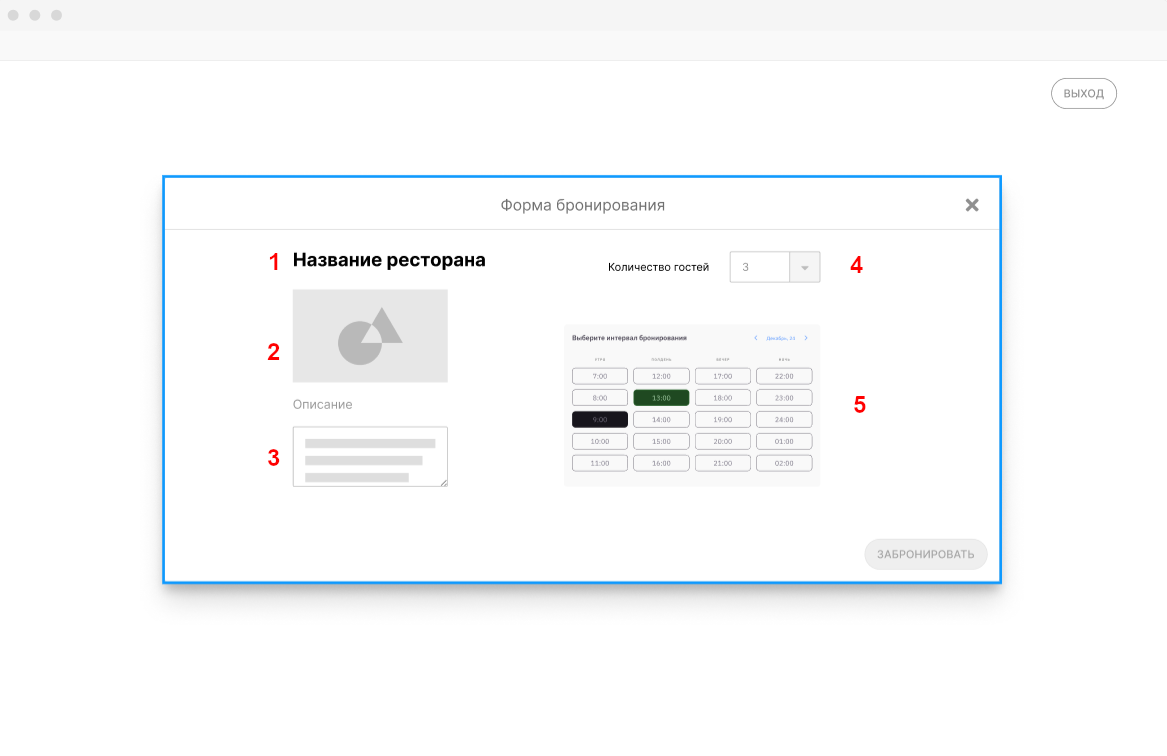 ВЫХОД
Форма бронирования
1 Название ресторана
Количество гостей 3 4
2
Описание
3
Выберите интервал бронирования Декабрь, 24
УТРО ПОЛДЕНЬ ВЕЧЕР НОЧЬ
7:00 12:00 17:00 22:00
8:00 13:00 18:00 23:00
9:00 14:00 19:00 24:00
10:00 15:00 20:00 01:00
11:00 16:00 21:00 02:00
5
ЗАБРОНИРОВАТЬ